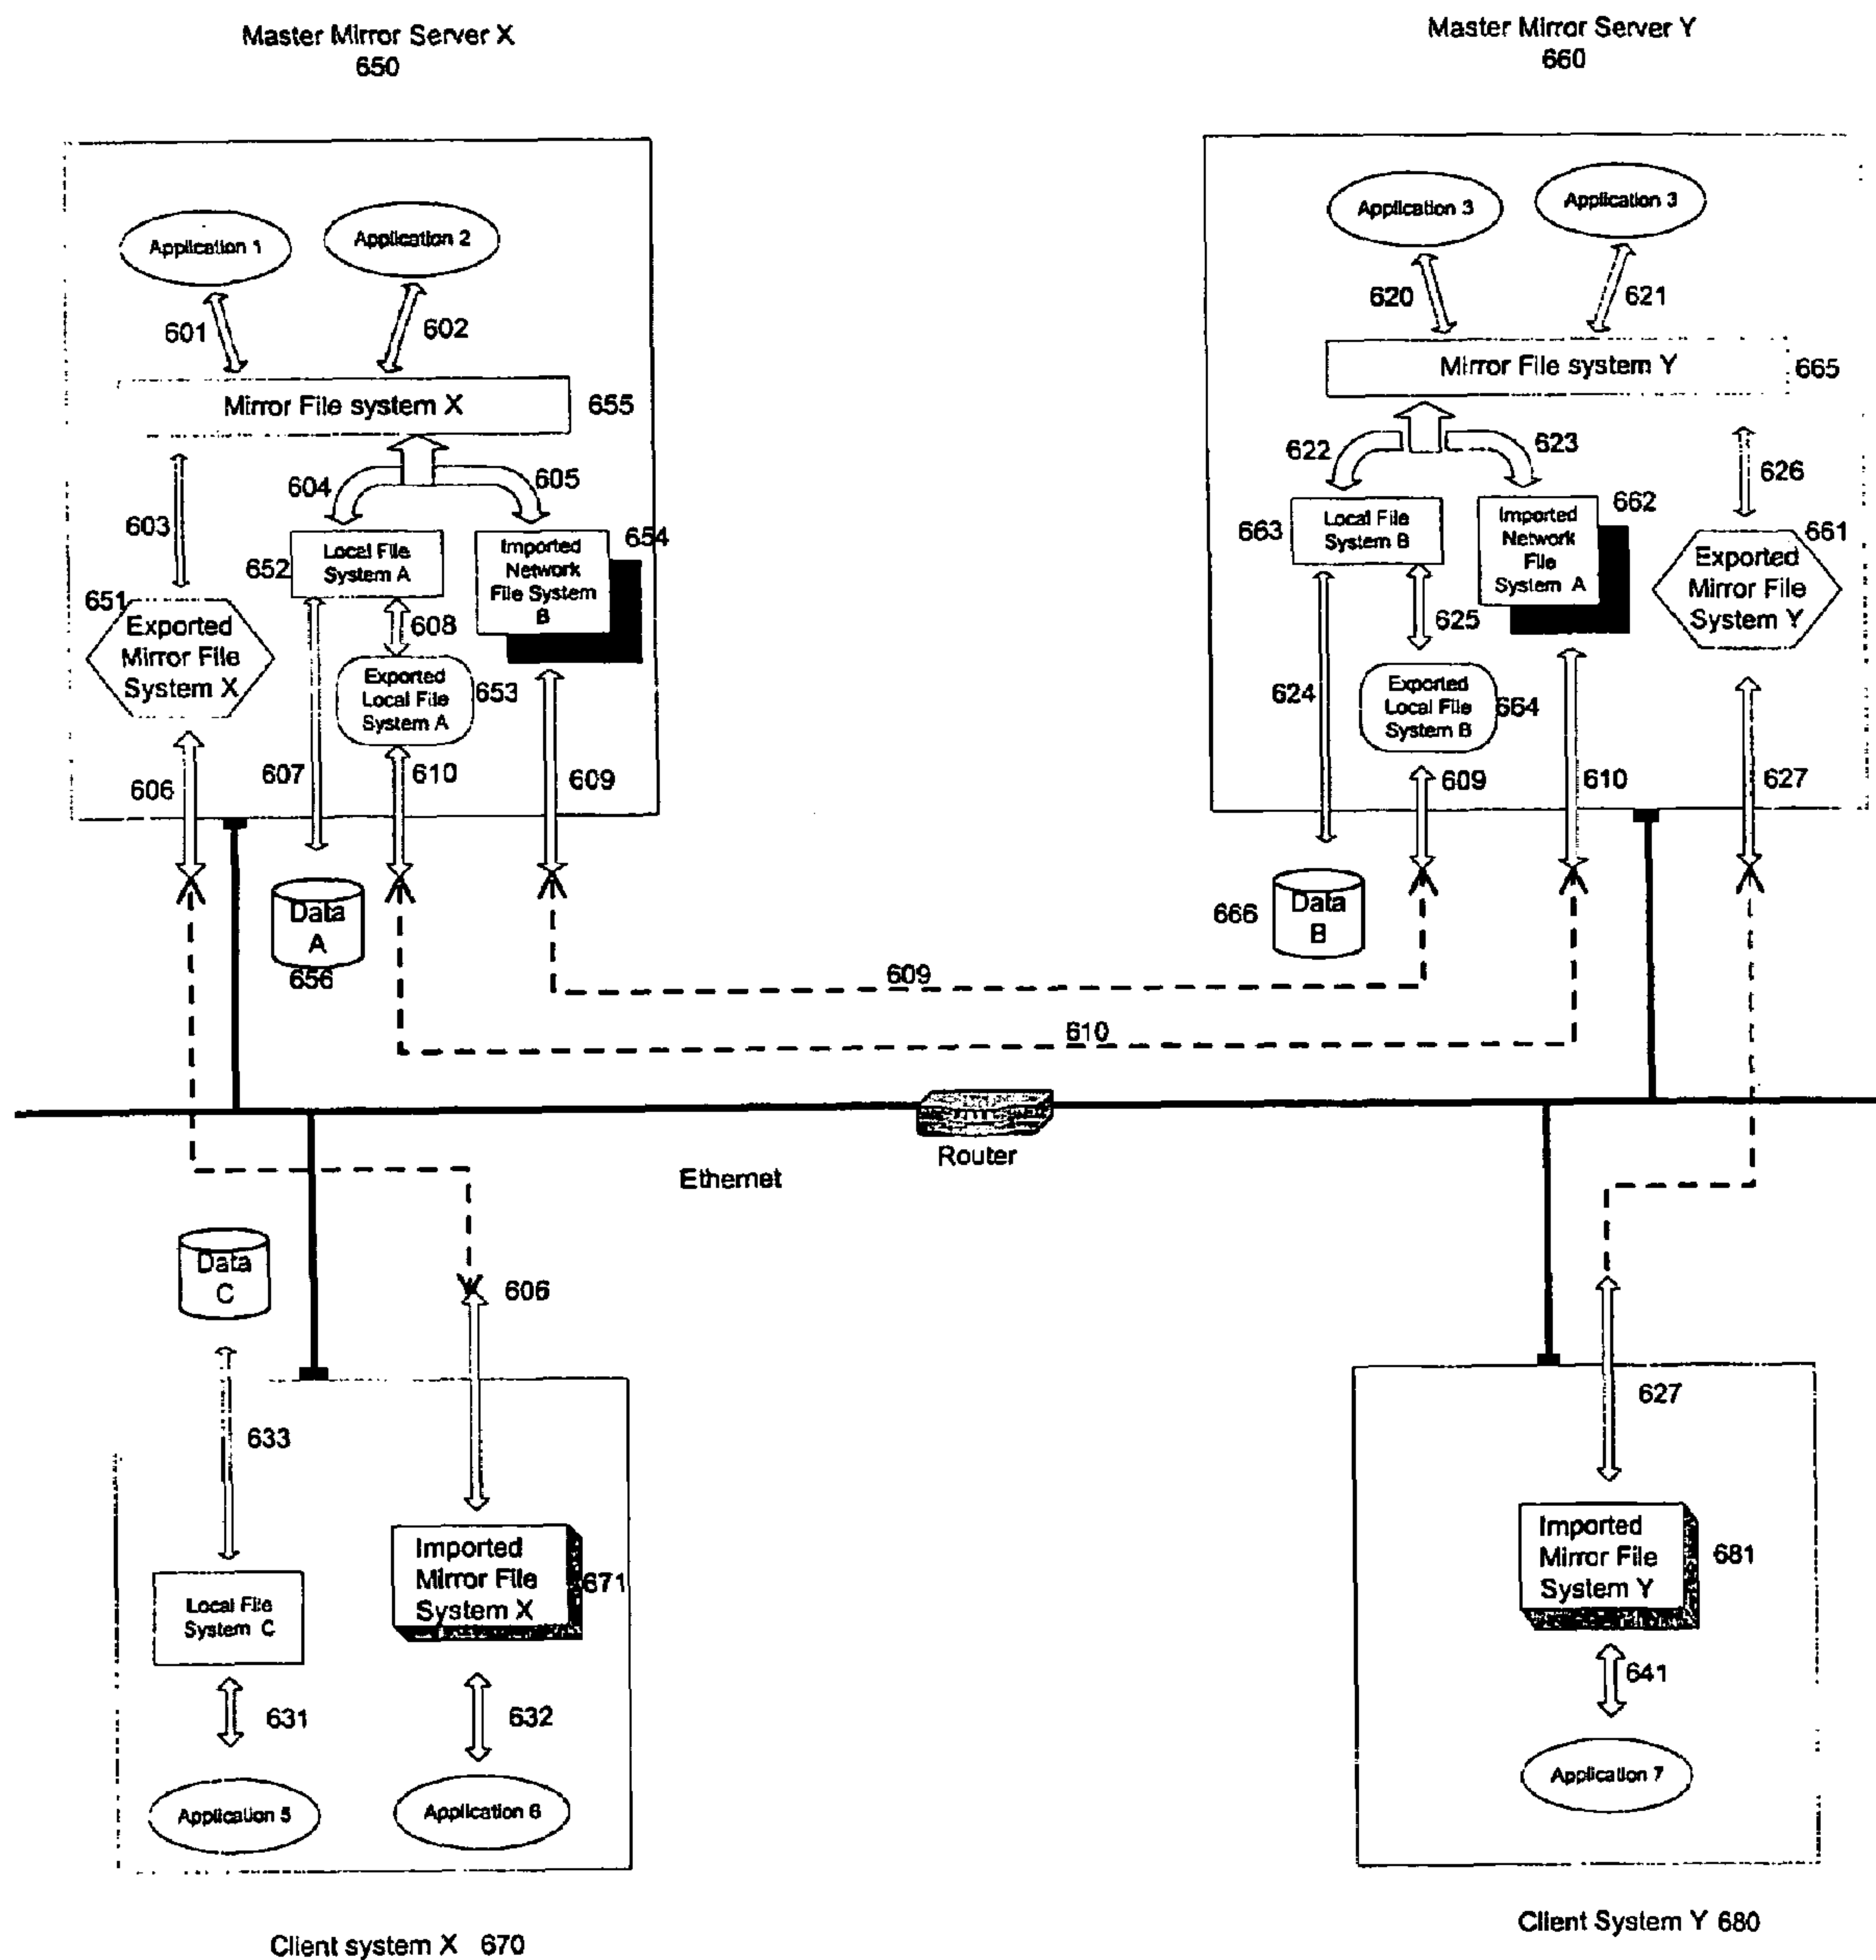 Master Mirror Server X
650
Master Mirror Server Y
660
Application 1
Application 2
601
602
Mirror File system X
655
604
605
603
652
Local File
System A
654
Imported
Network
File System
B
651
Exported
Mirror File
System X
608
Exported
Local File
System A
653
606
607
610
609
Data
A
656
Application 3
Application 3
620
621
Mirror File system Y
665
622
623
626
663
Local File
System B
662
Imported
Network
File
System A
661
Exported
Mirror File
System Y
625
624
Exported
Local File
System B
664
609
610
627
666
Data
B
609
610
Router
Ethernet
Data
C
606
633
627
Local File
System C
Imported
Mirror File
System X
671
Imported
Mirror File
System Y
681
631
632
641
Application 5
Application 6
Application 7
Client system X 670
Client System Y 680